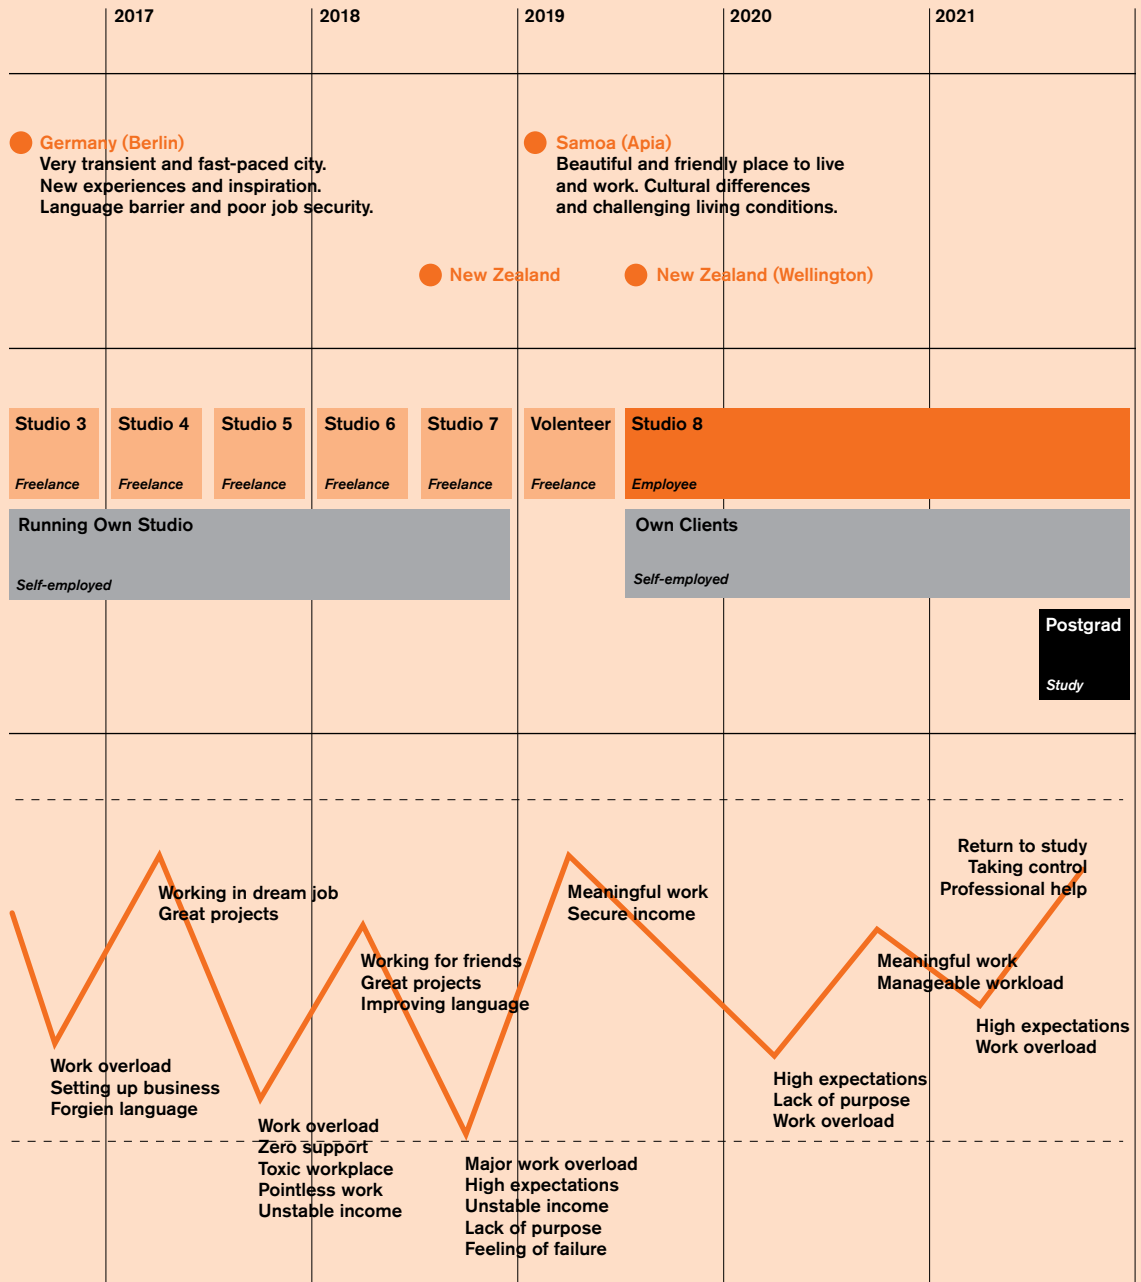 2017
2018
2019
2020
2021
Germany (Berlin)
Very transient and fast-paced city.
New experiences and inspiration.
Language barrier and poor job security.
Samoa (Apia)
Beautiful and friendly place to live
and work. Cultural differences
and challenging living conditions.
New Zealand
New Zealand (Wellington)
Studio 3
Freelance
Studio 4
Freelance
Studio 5
Freelance
Studio 6
Freelance
Studio 7
Freelance
Volenteer
Freelance
Studio 8
Employee
Running Own Studio
Self-employed
Own Clients
Self-employed
Postgrad
Study
Work overload
Setting up business
Forgien language
Working in dream job
Great projects
Work overload
Zero support
Toxic workplace
Pointless work
Unstable income
Working for friends
Great projects
Improving language
Major work overload
High expectations
Unstable income
Lack of purpose
Feeling of failure
Meaningful work
Secure income
High expectations
Lack of purpose
Work overload
Meaningful work
Manageable workload
High expectations
Work overload
Return to study
Taking control
Professional help